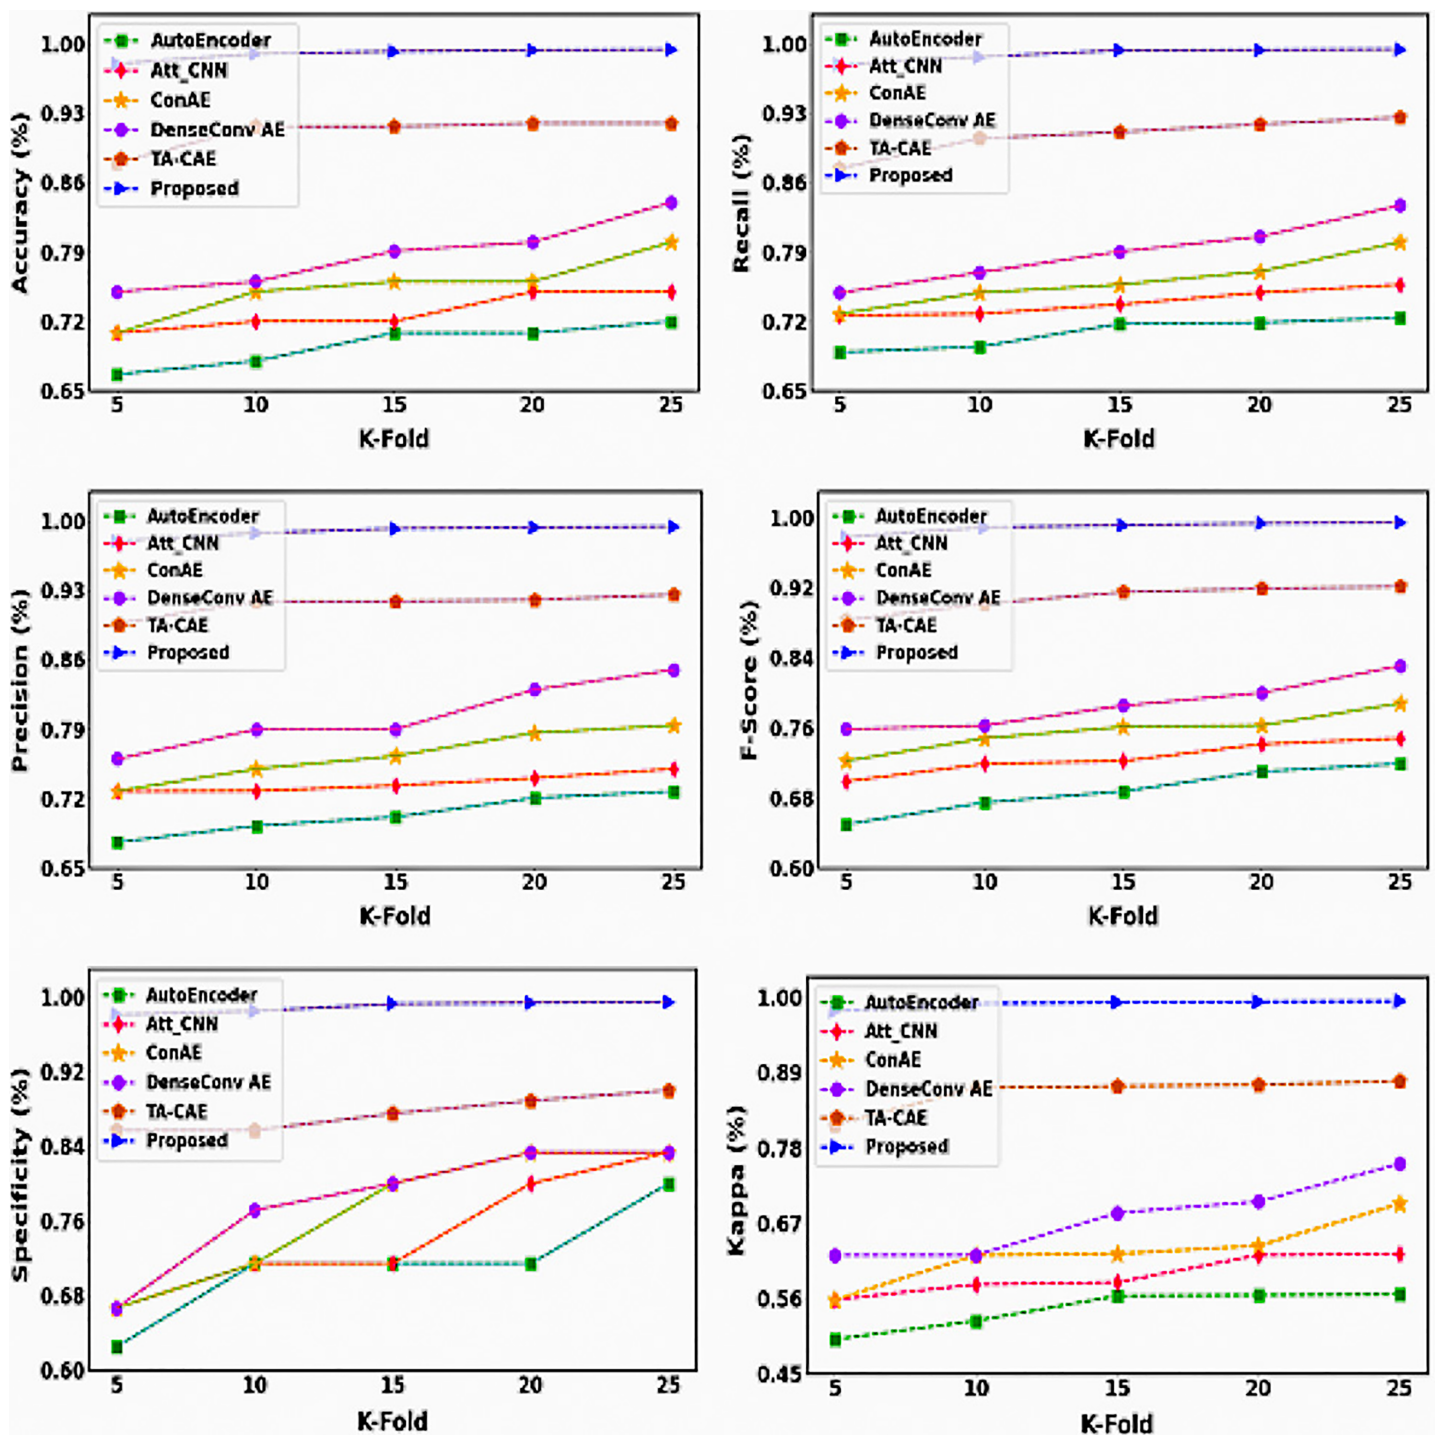 Accuracy (%)
1.00
0.93
0.86
0.79
0.72
0.65
AutoEncoder
Att_CNN
ConAE
DenseConv AE
TA-CAE
Proposed
5 10 15 20 25
K-Fold
Recall (%)
1.00
0.93
0.86
0.79
0.72
0.65
AutoEncoder
Att_CNN
ConAE
DenseConv AE
TA-CAE
Proposed
5 10 15 20 25
K-Fold
Precision (%)
1.00
0.93
0.86
0.79
0.72
0.65
AutoEncoder
Att_CNN
ConAE
DenseConv AE
TA-CAE
Proposed
5 10 15 20 25
K-Fold
F-Score (%)
1.00
0.92
0.84
0.76
0.68
0.60
AutoEncoder
Att_CNN
ConAE
DenseConv AE
TA-CAE
Proposed
5 10 15 20 25
K-Fold
Specificity (%)
1.00
0.92
0.84
0.76
0.68
0.60
AutoEncoder
Att_CNN
ConAE
DenseConv AE
TA-CAE
Proposed
5 10 15 20 25
K-Fold
Kappa (%)
1.00
0.89
0.78
0.67
0.56
0.45
AutoEncoder
Att_CNN
ConAE
DenseConv AE
TA-CAE
Proposed
5 10 15 20 25
K-Fold